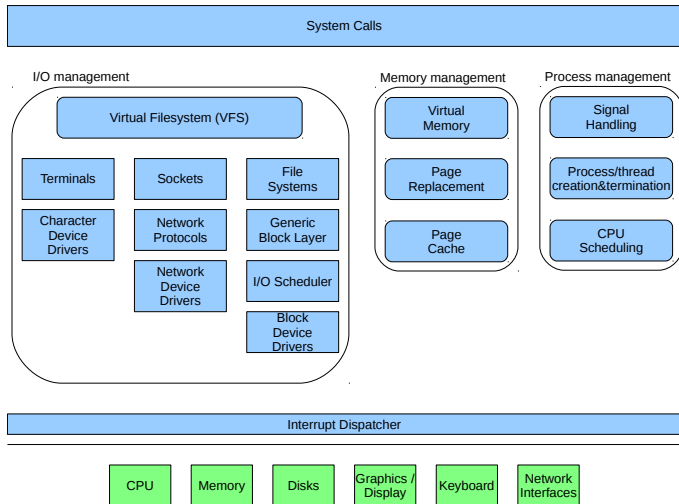 System Calls
I/O management
Memory management
Process management
Virtual Filesystem (VFS)
Terminals
Sockets
File
Systems
Character
Device
Drivers
Network
Protocols
Generic
Block Layer
Network
Device
Drivers
I/O Scheduler
Block
Device
Drivers
Virtual
Memory
Page
Replacement
Page
Cache
Signal
Handling
Process/thread
creation&termination
CPU
Scheduling
Interrupt Dispatcher
CPU
Memory
Disks
Graphics /
Display
Keyboard
Network
Interfaces